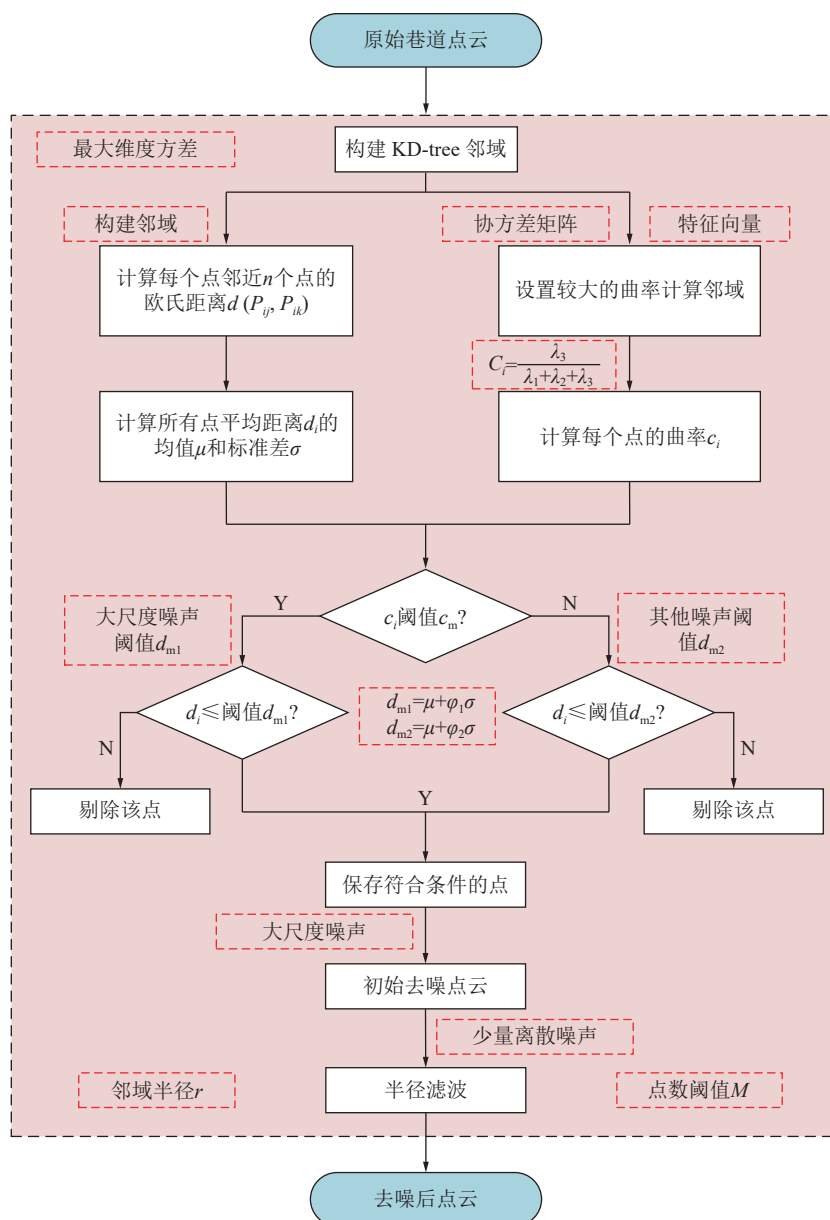 原始巷道点云
最大维度方差
构建 KD-tree 邻域
构建邻域
协方差矩阵
特征向量
计算每个点邻近n个点的
欧氏距离d (Pij, Pik)
设置较大的曲率计算邻域
Ci=λ3/(λ1+λ2+λ3)
计算所有点平均距离di的
均值μ和标准差σ
计算每个点的曲率ci
大尺度噪声
阈值dm1
Y
ci阈值cm?
N
其他噪声阈
值dm2
di≤阈值dm1?
dm1=μ+φ1σ
dm2=μ+φ2σ
di≤阈值dm2?
N
N
剔除该点
Y
剔除该点
保存符合条件的点
大尺度噪声
初始去噪点云
少量离散噪声
邻域半径r
半径滤波
点数阈值M
去噪后点云